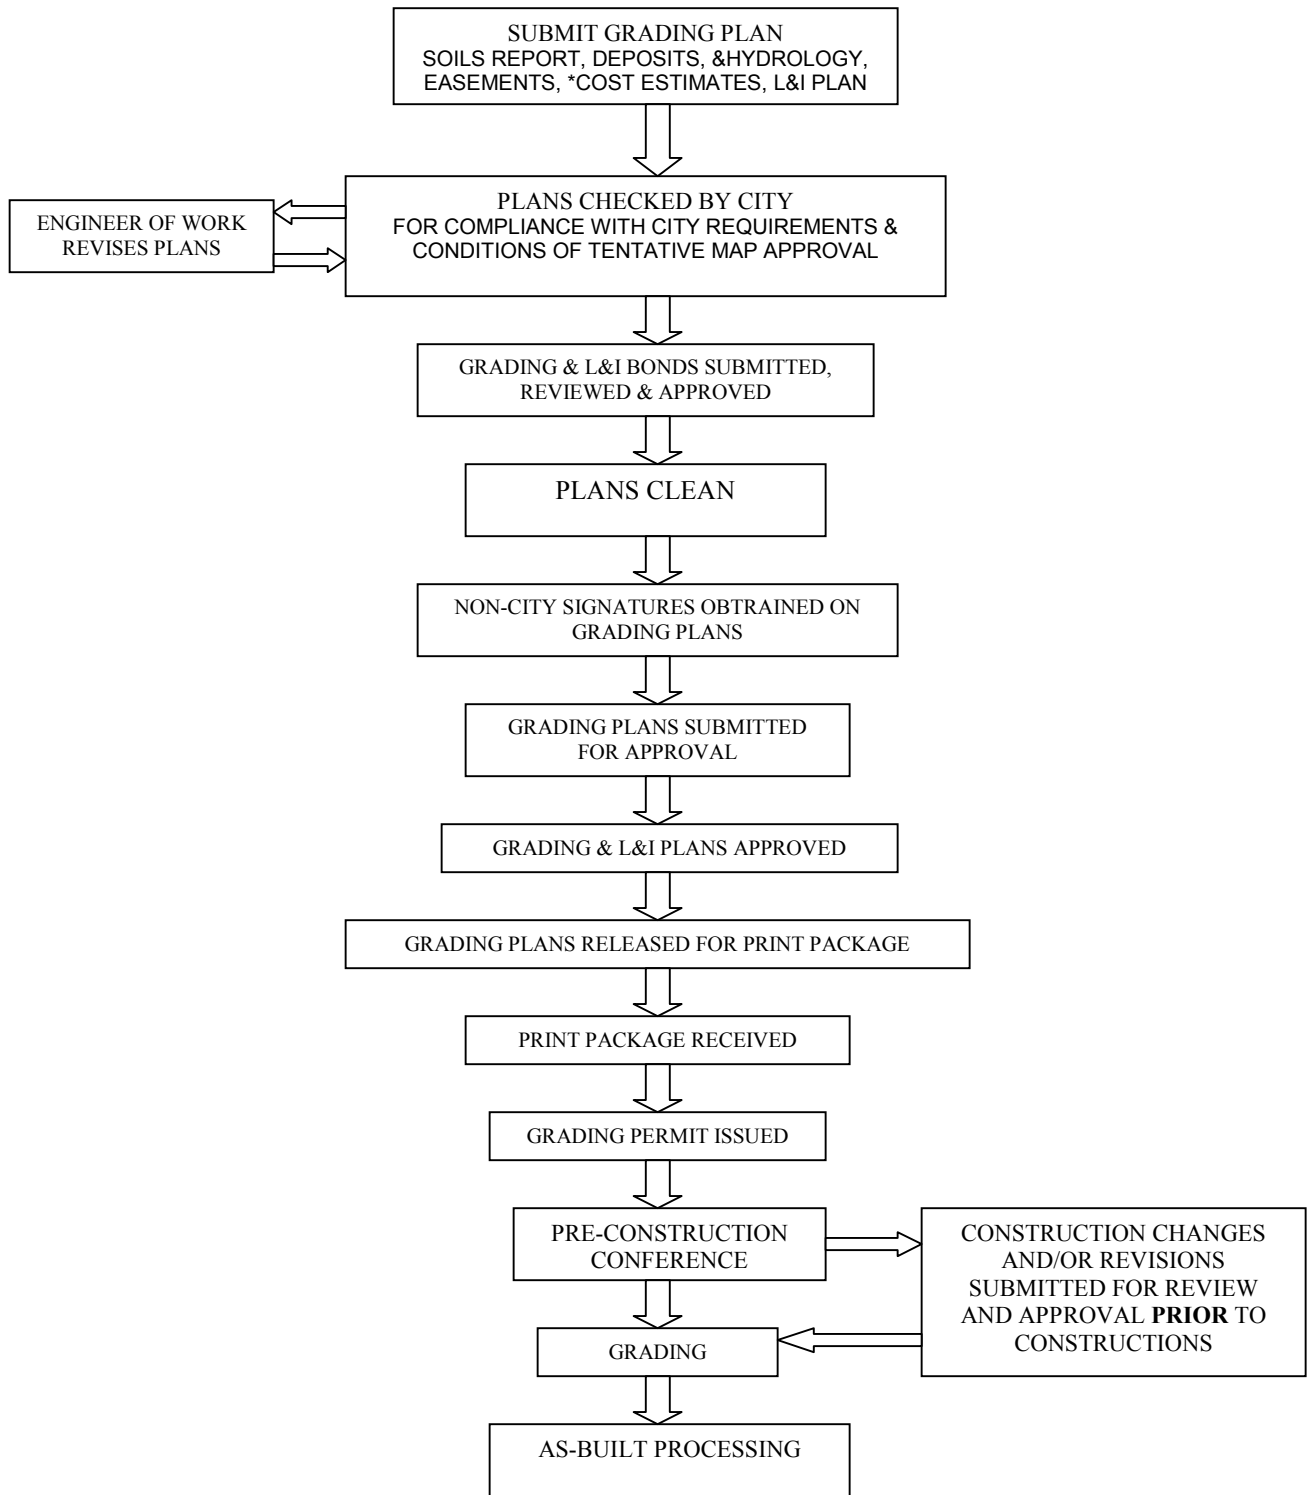 SUBMIT GRADING PLAN
SOILS REPORT, DEPOSITS, &HYDROLOGY,
EASEMENTS, *COST ESTIMATES, L&I PLAN
PLANS CHECKED BY CITY
FOR COMPLIANCE WITH CITY REQUIREMENTS &
CONDITIONS OF TENTATIVE MAP APPROVAL
ENGINEER OF WORK
REVISES PLANS
GRADING & L&I BONDS SUBMITTED,
REVIEWED & APPROVED
PLANS CLEAN
NON-CITY SIGNATURES OBTRAINED ON
GRADING PLANS
GRADING PLANS SUBMITTED
FOR APPROVAL
GRADING & L&I PLANS APPROVED
GRADING PLANS RELEASED FOR PRINT PACKAGE
PRINT PACKAGE RECEIVED
GRADING PERMIT ISSUED
PRE-CONSTRUCTION
CONFERENCE
CONSTRUCTION CHANGES
AND/OR REVISIONS
SUBMITTED FOR REVIEW
AND APPROVAL PRIOR TO
CONSTRUCTIONS
GRADING
AS-BUILT PROCESSING